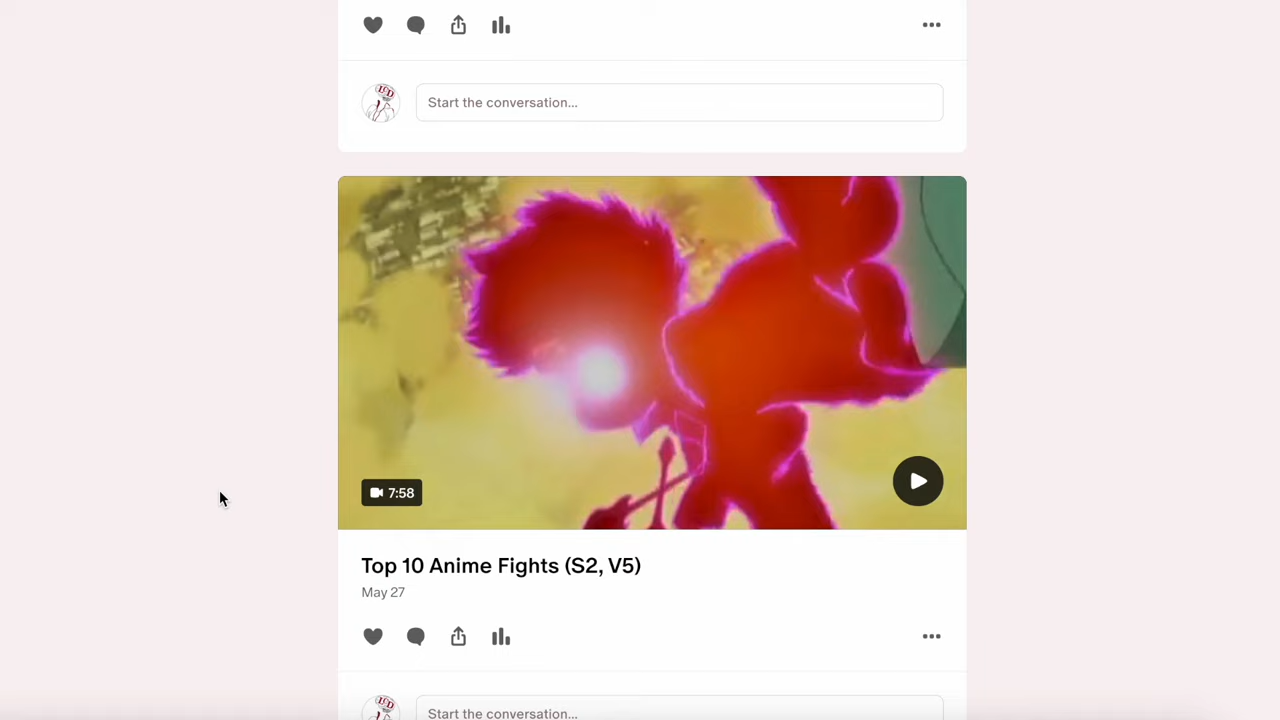 Start the conversation...
7:58
Top 10 Anime Fights (S2, V5)
May 27
Start the conversation...